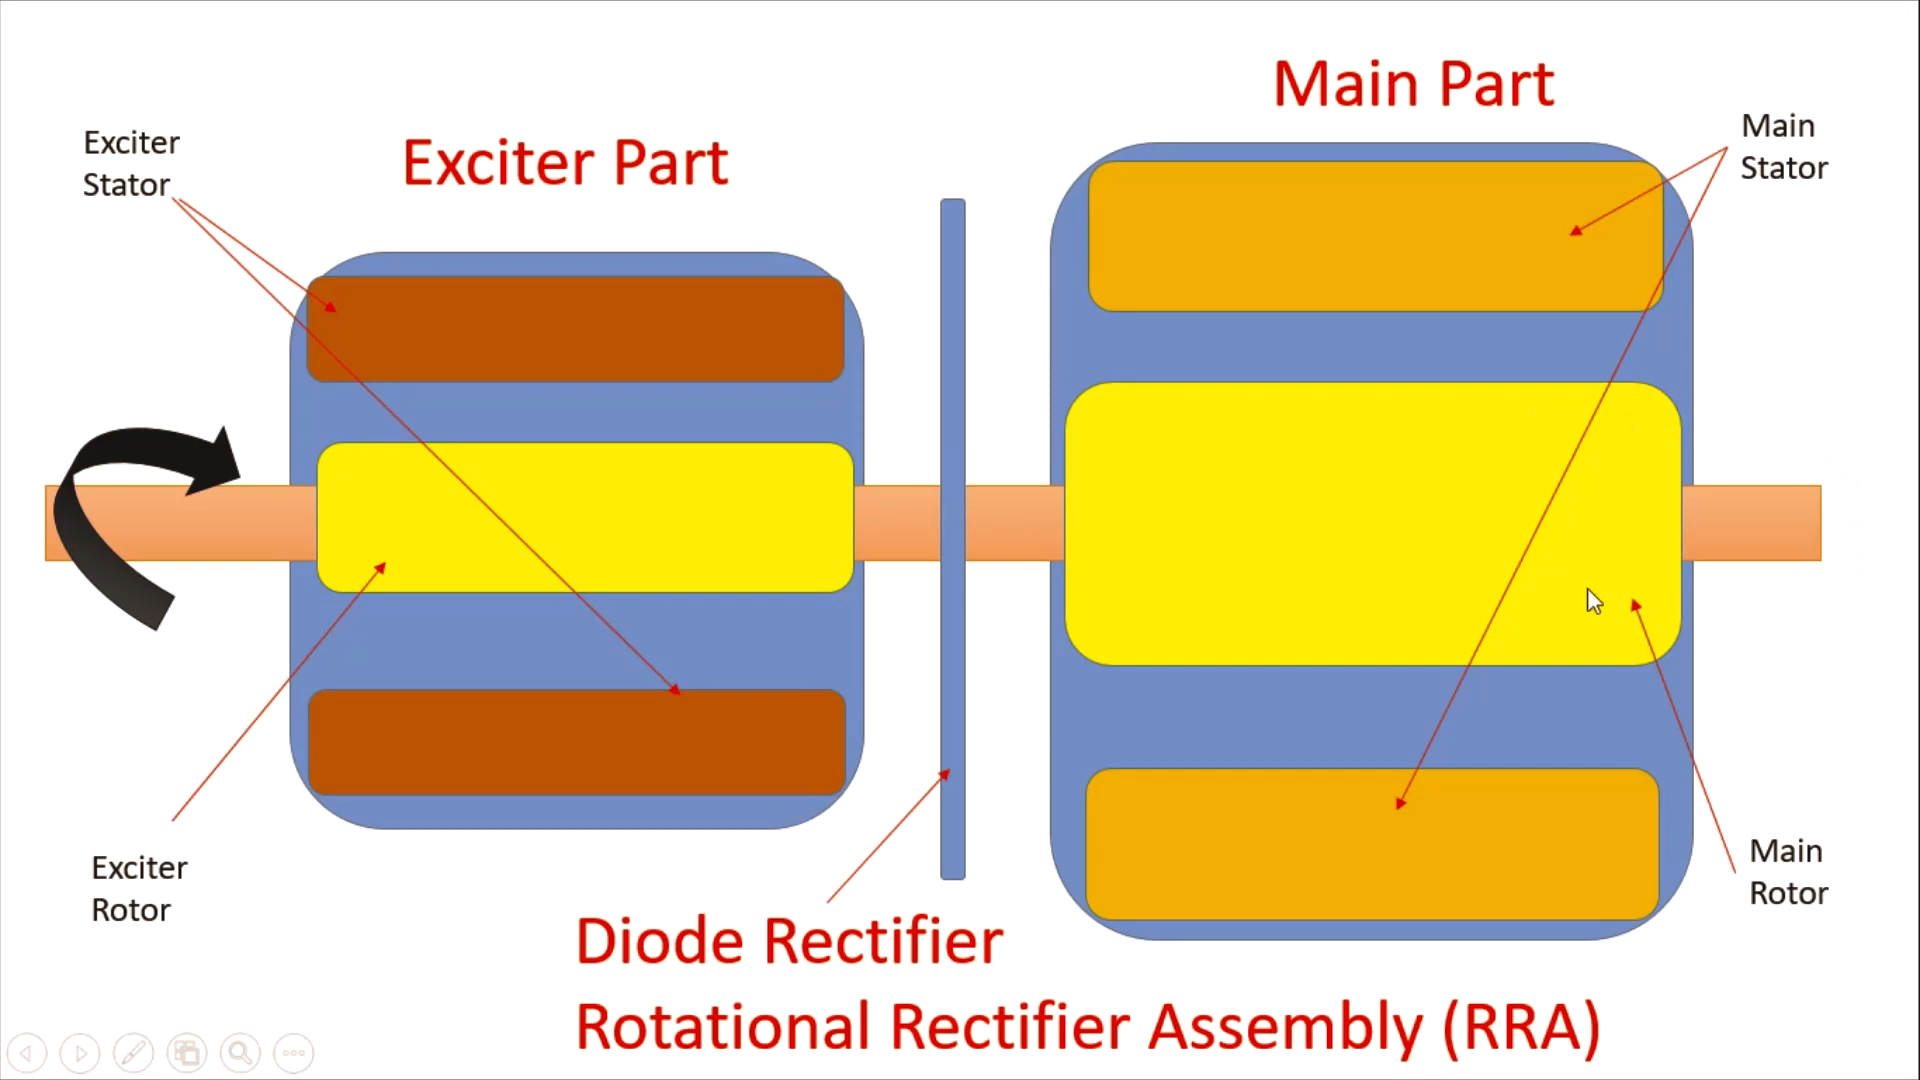 Main Part
Exciter Part
Exciter
Stator
Main
Stator
Exciter
Rotor
Main
Rotor
Diode Rectifier
Rotational Rectifier Assembly (RRA)